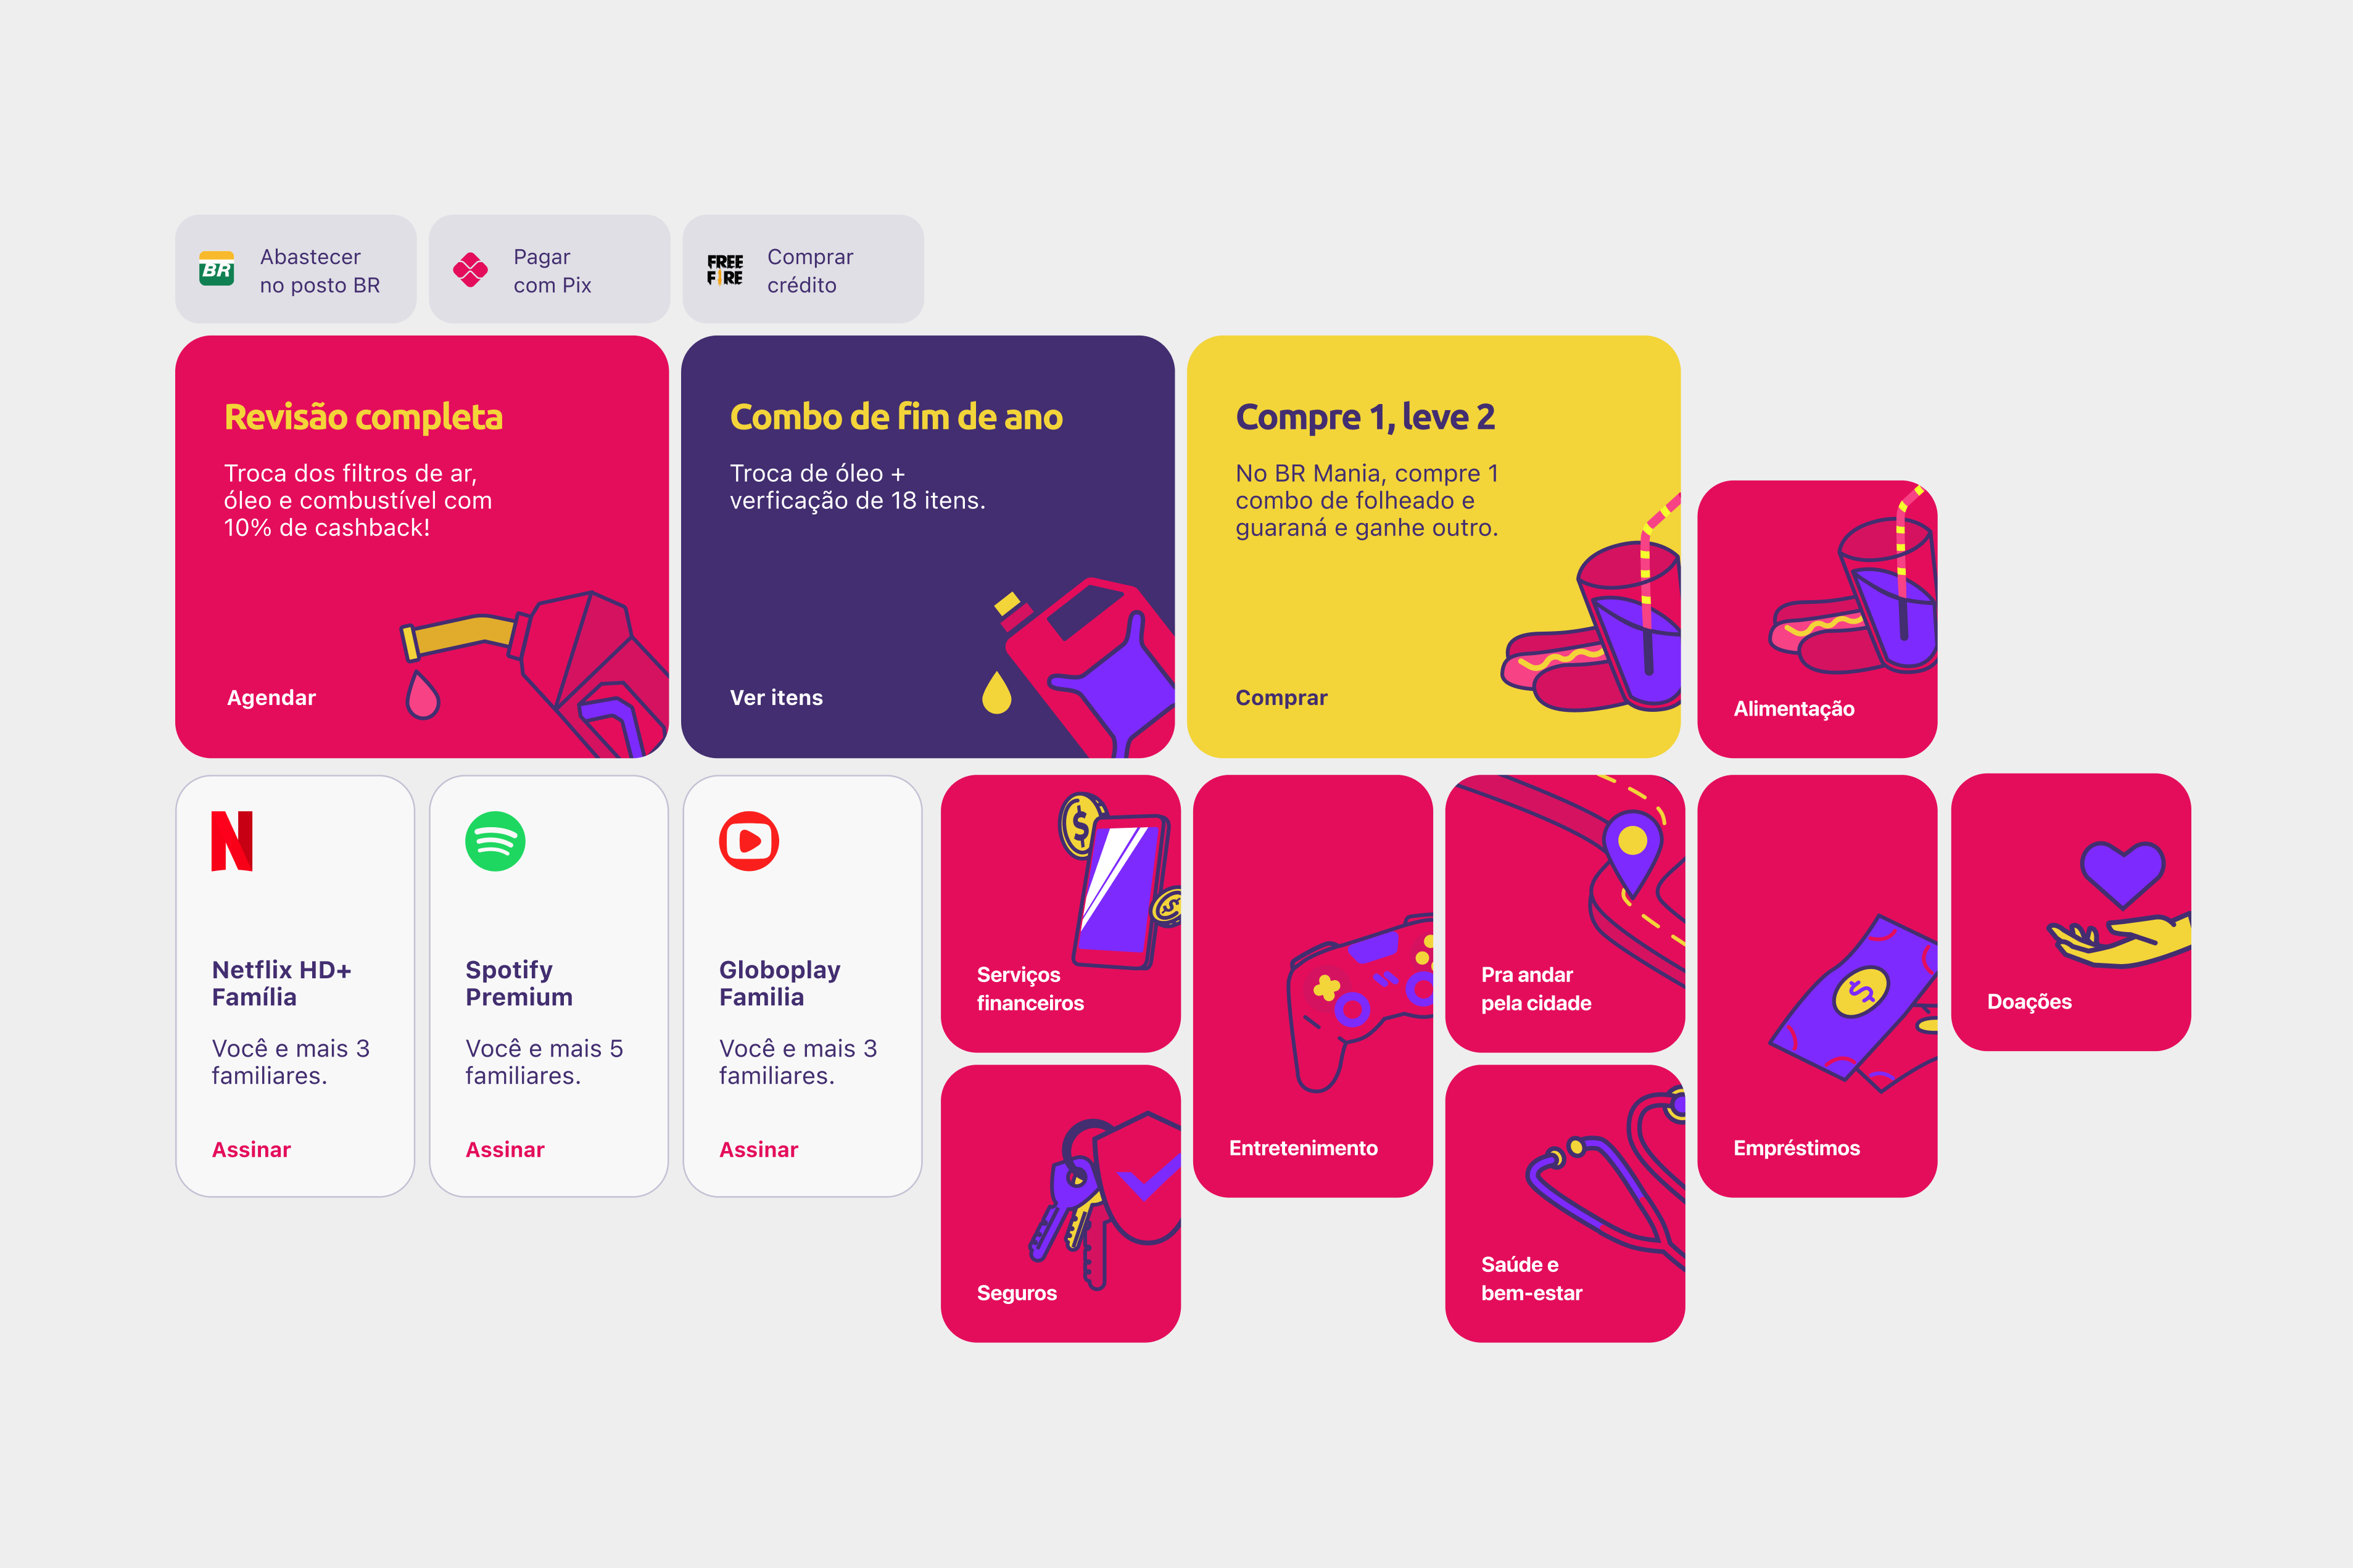 BR
Abastecer
no posto BR
Pagar
com Pix
FREE
FIRE
Comprar
crédito
Revisão completa
Troca dos filtros de ar,
óleo e combustível com
10% de cashback!
Agendar
Combo de fim de ano
Troca de óleo +
verficação de 18 itens.
Ver itens
Compre 1, leve 2
No BR Mania, compre 1
combo de folheado e
guaraná e ganhe outro.
Comprar
Alimentação
N
Netflix HD+
Família
Você e mais 3
familiares.
Assinar
Spotify
Premium
Você e mais 5
familiares.
Assinar
Globoplay
Familia
Você e mais 3
familiares.
Assinar
$
$
Serviços
financeiros
Seguros
Entretenimento
Pra andar
pela cidade
Saúde e
bem-estar
$
Empréstimos
Doações